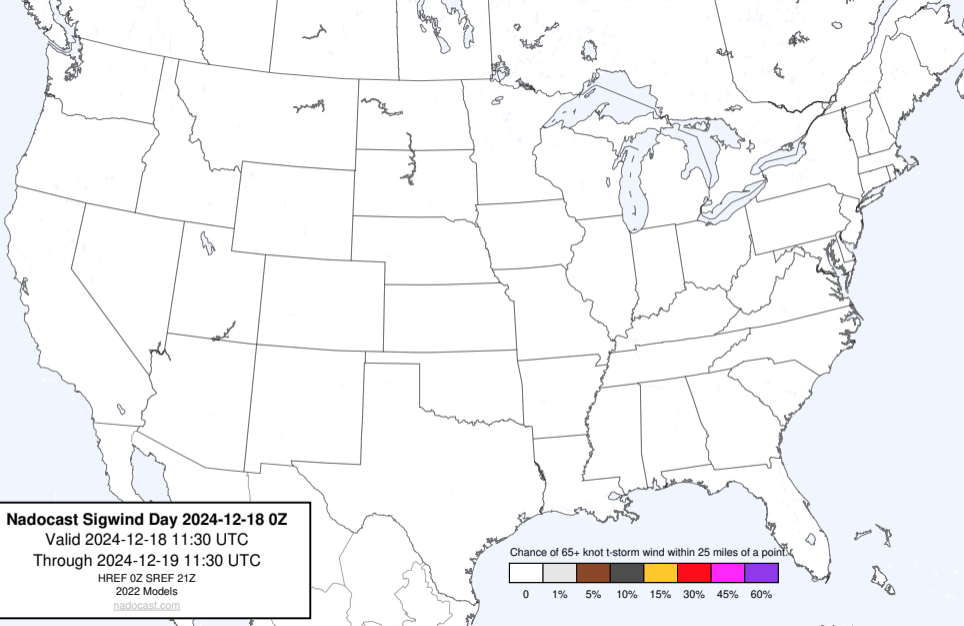 Nadocast Sigwind Day 2024-12-18 0Z
Valid 2024-12-18 11:30 UTC
Through 2024-12-19 11:30 UTC
HREF 0Z SREF 21Z
2022 Models
nadocast.com
Chance of 65+ knot t-storm wind within 25 miles of a point.
0 1% 5% 10% 15% 30% 45% 60%